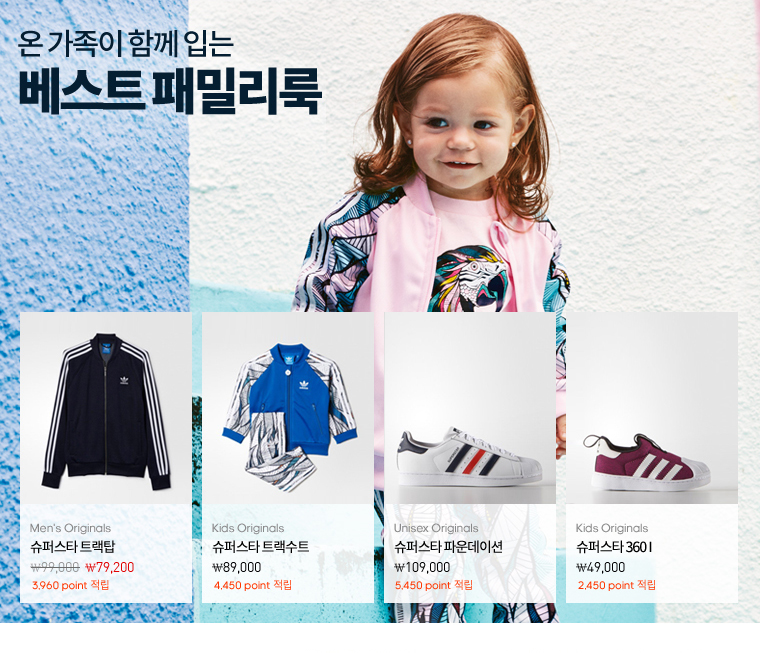 온 가족이 함께 입는
베스트 패밀리룩
Men's Originals
슈퍼스타 트랙탑
₩99,000 ₩79,200
3.960 point 적립
Kids Originals
슈퍼스타 트랙수트
₩89,000
4.450 point 적립
Unisex Originals
슈퍼스타 파운데이션
₩109,000
5.450 point 적립
Kids Originals
슈퍼스타 360 I
₩49,000
2.450 point 적립